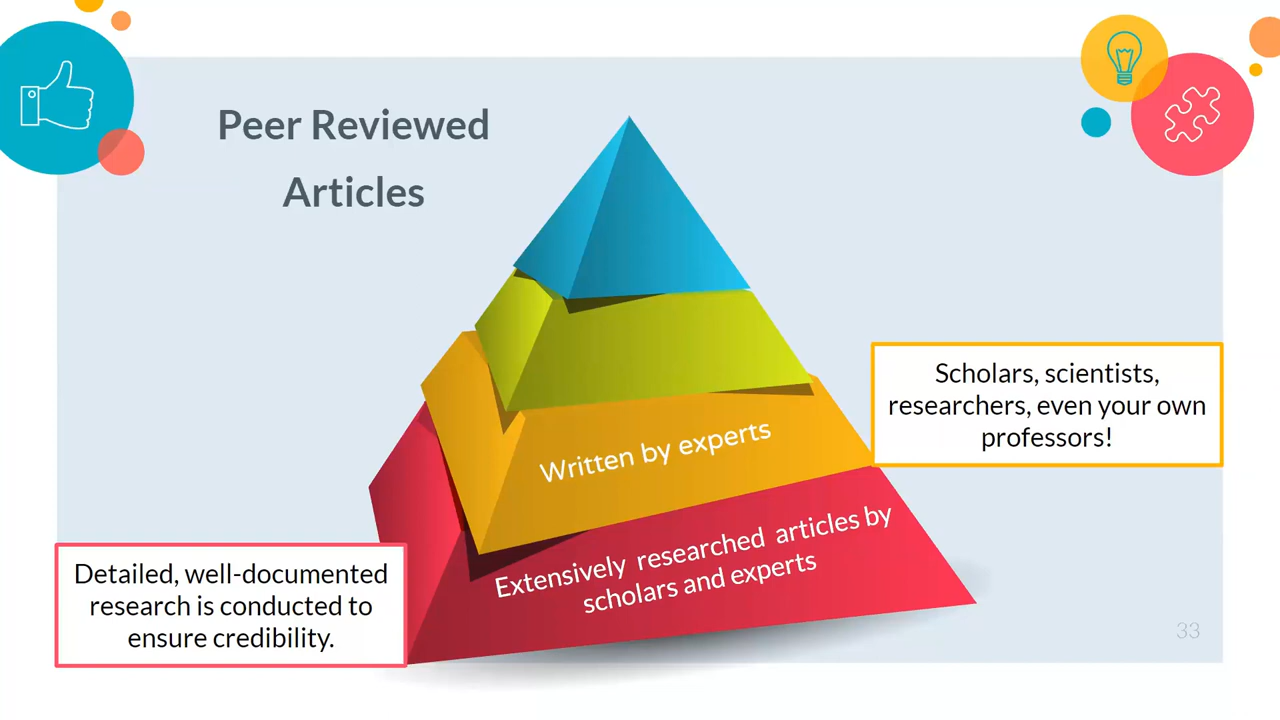 Peer Reviewed
Articles
Scholars, scientists,
researchers, even your own
professors!
Written by experts
Extensively researched articles by
scholars and experts
Detailed, well-documented
research is conducted to
ensure credibility.
33